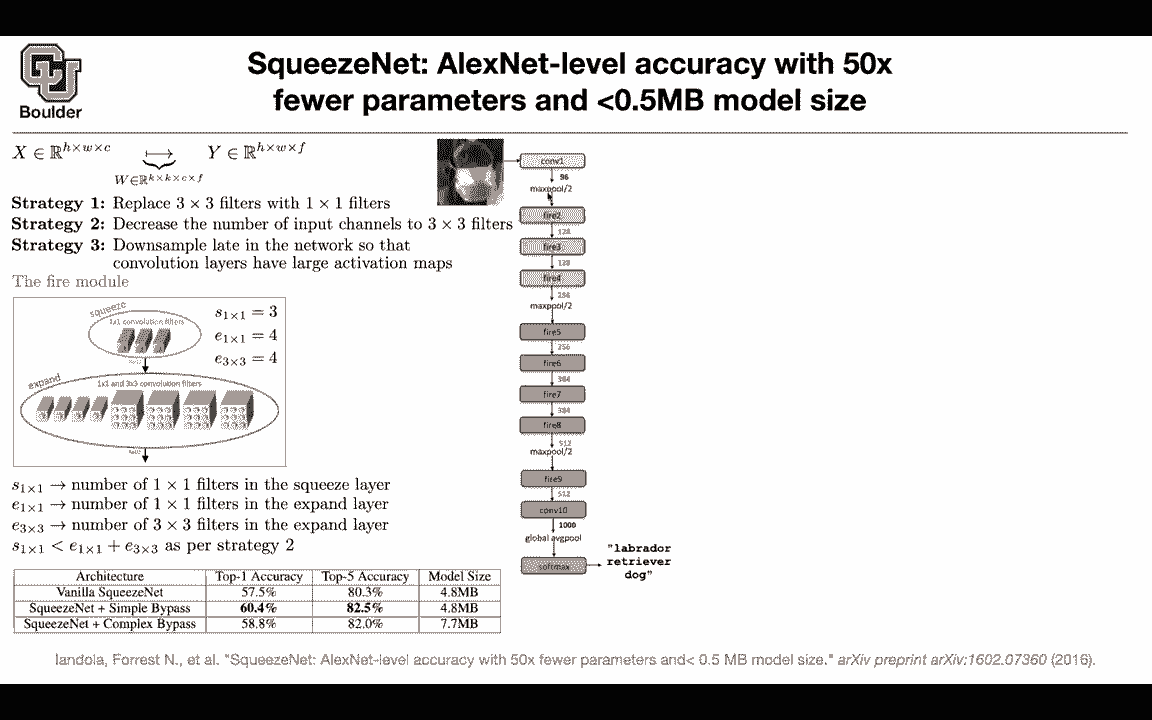 SqueezeNet: AlexNet-level accuracy with 50x
fewer parameters and <0.5MB model size
Boulder
X ∈ ℝ^{h×w×c} ⟼ Y ∈ ℝ^{h×w×f}
W∈ℝ^{k×k×c×f}
Strategy 1: Replace 3 × 3 filters with 1 × 1 filters
Strategy 2: Decrease the number of input channels to 3 × 3 filters
Strategy 3: Downsample late in the network so that
convolution layers have large activation maps
The fire module
squeeze
1x1 convolution filters
s_{1×1} = 3
e_{1×1} = 4
e_{3×3} = 4
expand
1x1 and 3x3 convolution filters
s_{1×1} → number of 1 × 1 filters in the squeeze layer
e_{1×1} → number of 1 × 1 filters in the expand layer
e_{3×3} → number of 3 × 3 filters in the expand layer
s_{1×1} < e_{1×1} + e_{3×3} as per strategy 2
Architecture Top-1 Accuracy Top-5 Accuracy Model Size
Vanilla SqueezeNet 57.5% 80.3% 4.8MB
SqueezeNet + Simple Bypass 60.4% 82.5% 4.8MB
SqueezeNet + Complex Bypass 58.8% 82.0% 7.7MB
conv1
96
maxpool/2
fire2
128
fire3
128
fire4
256
maxpool/2
fire5
256
fire6
384
fire7
384
fire8
512
maxpool/2
fire9
512
conv10
1000
global avgpool
softmax
"labrador
retriever
dog"
Iandola, Forrest N., et al. "SqueezeNet: AlexNet-level accuracy with 50x fewer parameters and< 0.5 MB model size." arXiv preprint arXiv:1602.07360 (2016).